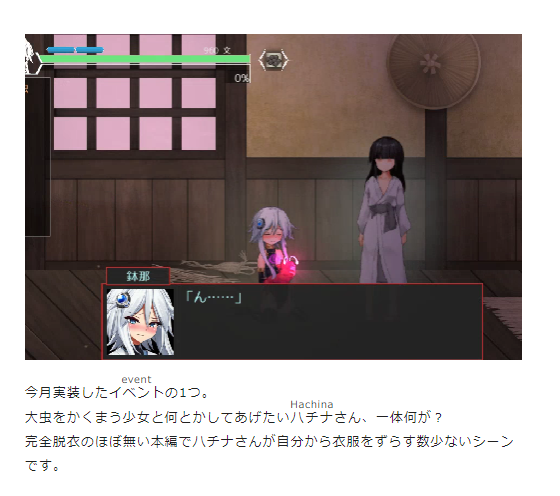 900 文
0%
鉢那
「ん……」
event
今月実装したイベントの1つ。
Hachina
大虫をかくまう少女と何とかしてあげたいハチナさん、一体何が？
完全脱衣のほぼ無い本編でハチナさんが自分から衣服をずらす数少ないシーン
です。